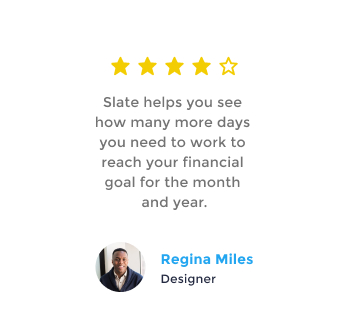 Slate helps you see
how many more days
you need to work to
reach your financial
goal for the month
and year.
Regina Miles
Designer